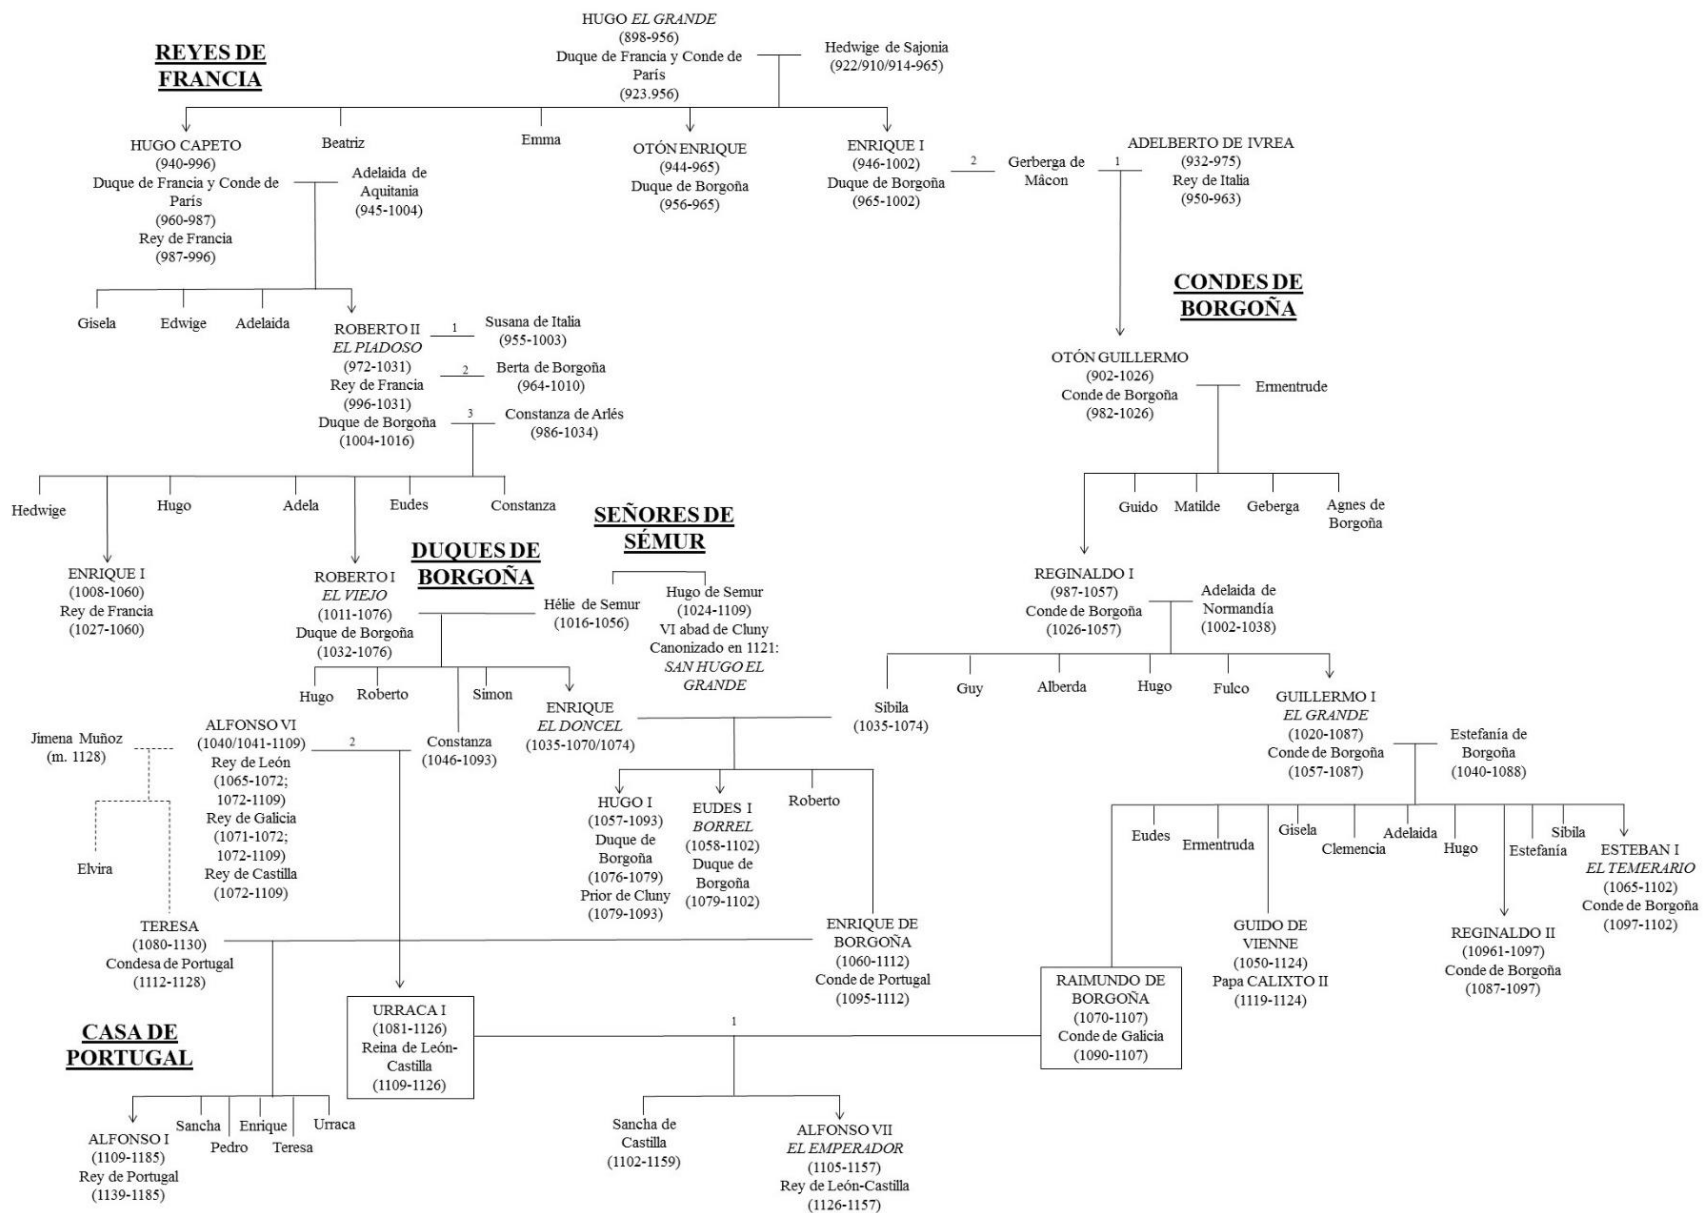 HUGO EL GRANDE
(898-956)
Duque de Francia y Conde de
París
(923.956)
Hedwige de Sajonia
(922/910/914-965)
REYES DE
FRANCIA
HUGO CAPETO
(940-996)
Duque de Francia y Conde de
París
(960-987)
Rey de Francia
(987-996)
Beatriz
Adelaida de
Aquitania
(945-1004)
Emma
OTÓN ENRIQUE
(944-965)
Duque de Borgoña
(956-965)
ENRIQUE I
(946-1002)
Duque de Borgoña
(965-1002)
2
Gerberga de
Mâcon
1
ADELBERTO DE IVREA
(932-975)
Rey de Italia
(950-963)
CONDES DE
BORGOÑA
Gisela
Edwige
Adelaida
ROBERTO II
EL PIADOSO
(972-1031)
Rey de Francia
(996-1031)
Duque de Borgoña
(1004-1016)
1
Susana de Italia
(955-1003)
2
Berta de Borgoña
(964-1010)
3
Constanza de Arlés
(986-1034)
OTÓN GUILLERMO
(902-1026)
Conde de Borgoña
(982-1026)
Ermentrude
Hedwige
Hugo
Adela
Eudes
Constanza
Guido
Matilde
Geberga
Agnes de
Borgoña
SEÑORES DE
SÉMUR
DUQUES DE
BORGOÑA
ENRIQUE I
(1008-1060)
Rey de Francia
(1027-1060)
ROBERTO I
EL VIEJO
(1011-1076)
Duque de Borgoña
(1032-1076)
Hélie de Semur
(1016-1056)
Hugo de Semur
(1024-1109)
VI abad de Cluny
Canonizado en 1121:
SAN HUGO EL
GRANDE
REGINALDO I
(987-1057)
Conde de Borgoña
(1026-1057)
Adelaida de
Normandía
(1002-1038)
Hugo
Roberto
Simon
ENRIQUE
EL DONCEL
(1035-1070/1074)
Sibila
(1035-1074)
Guy
Alberda
Hugo
Fulco
GUILLERMO I
EL GRANDE
(1020-1087)
Conde de Borgoña
(1057-1087)
Estefanía de
Borgoña
(1040-1088)
Jimena Muñoz
(m. 1128)
ALFONSO VI
(1040/1041-1109)
Rey de León
(1065-1072;
1072-1109)
Rey de Galicia
(1071-1072;
1072-1109)
Rey de Castilla
(1072-1109)
2
Constanza
(1046-1093)
HUGO I
(1057-1093)
Duque de
Borgoña
(1076-1079)
Prior de Cluny
(1079-1093)
EUDES I
BORREL
(1058-1102)
Duque de
Borgoña
(1079-1102)
Roberto
Eudes
Ermentruda
Gisela
Clemencia
Adelaida
Hugo
Estefanía
Sibila
ESTEBAN I
EL TEMERARIO
(1065-1102)
Conde de Borgoña
(1097-1102)
Elvira
TERESA
(1080-1130)
Condesa de Portugal
(1112-1128)
ENRIQUE DE
BORGOÑA
(1060-1112)
Conde de Portugal
(1095-1112)
GUIDO DE
VIENNE
(1050-1124)
Papa CALIXTO II
(1119-1124)
REGINALDO II
(10961-1097)
Conde de Borgoña
(1087-1097)
RAIMUNDO DE
BORGOÑA
(1070-1107)
Conde de Galicia
(1090-1107)
URRACA I
(1081-1126)
Reina de León-
Castilla
(1109-1126)
1
CASA DE
PORTUGAL
ALFONSO I
(1109-1185)
Rey de Portugal
(1139-1185)
Sancha
Pedro
Enrique
Teresa
Urraca
Sancha de
Castilla
(1102-1159)
ALFONSO VII
EL EMPERADOR
(1105-1157)
Rey de León-Castilla
(1126-1157)